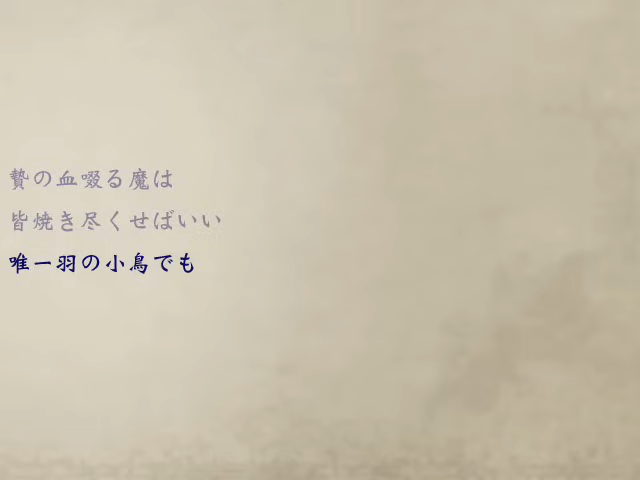 贄の血啜る魔は
皆焼き尽くせばいい
唯一羽の小鳥でも